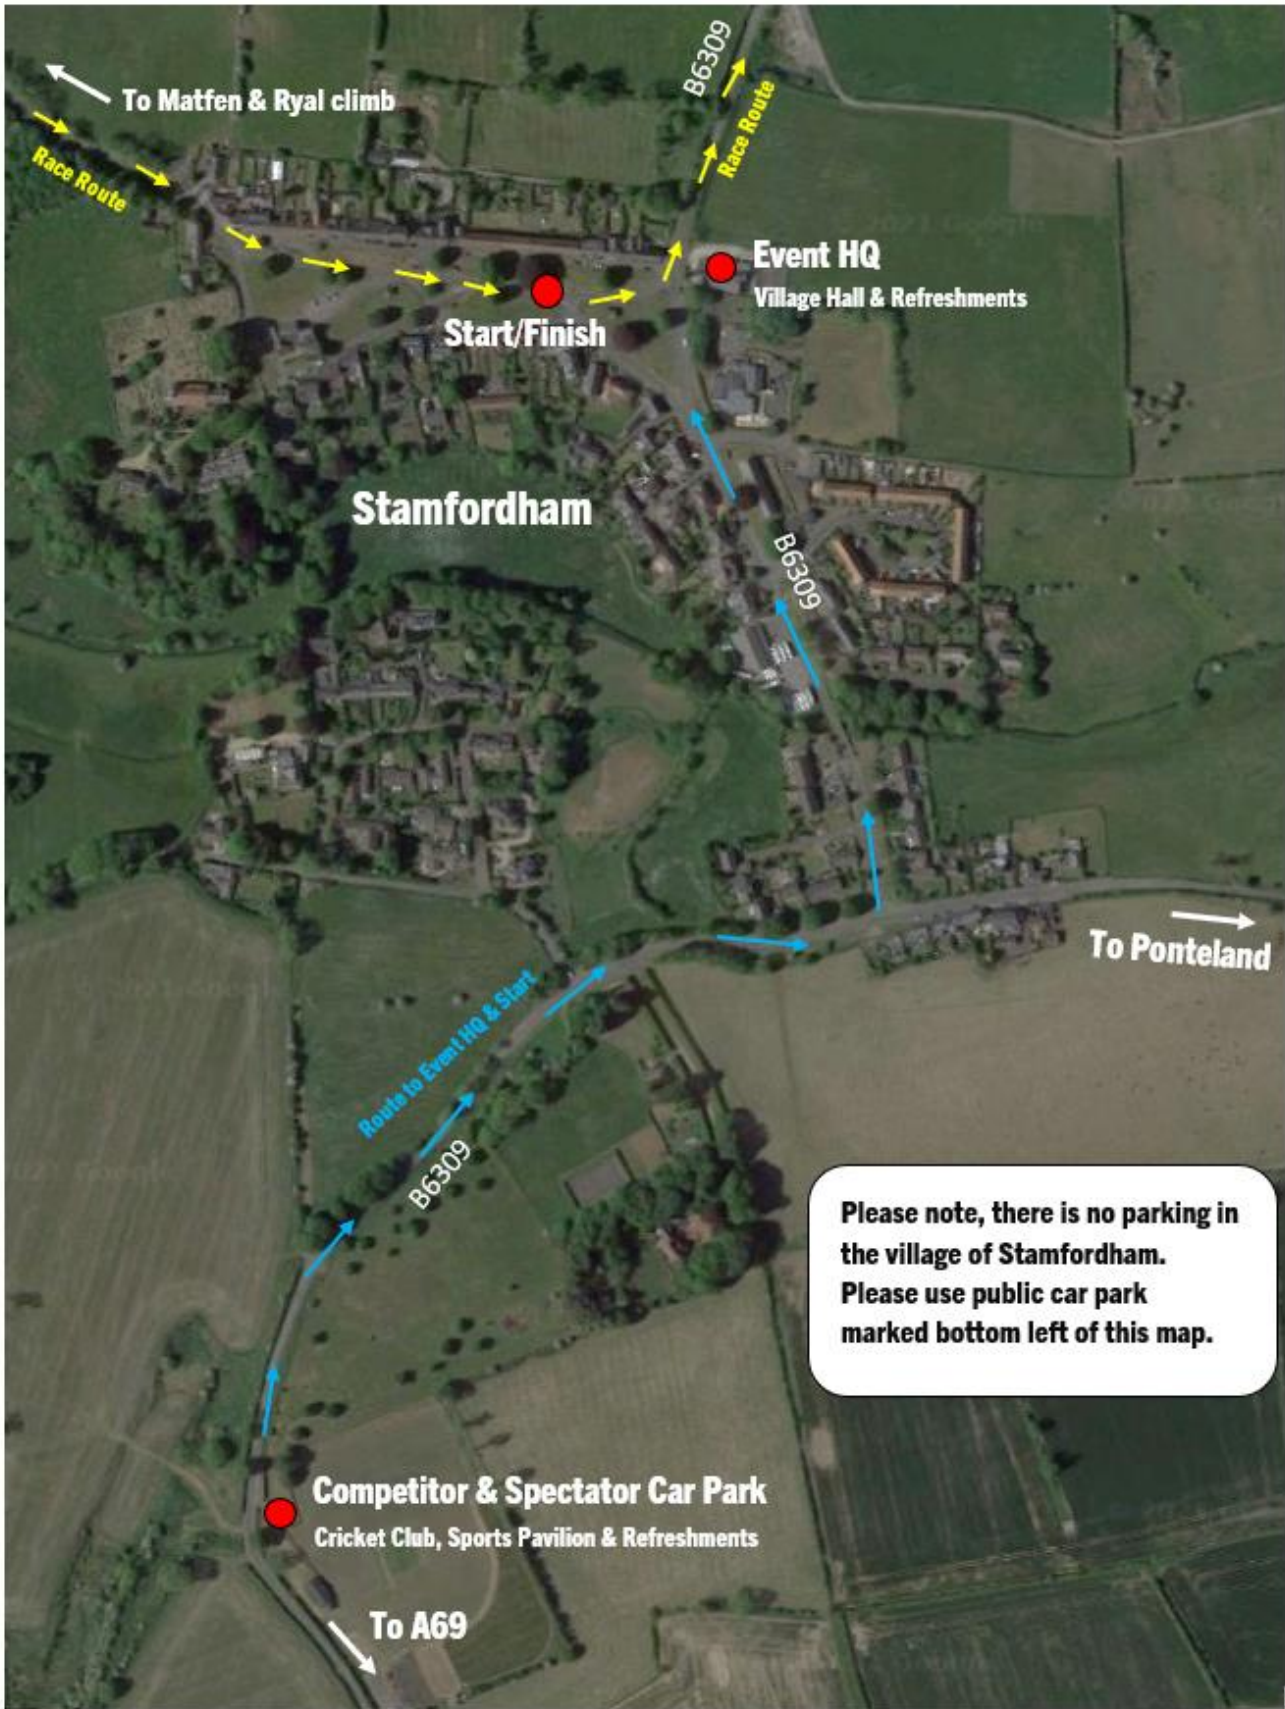 B6309
To Matfen & Ryal climb
Race Route
Race Route
Event HQ
Village Hall & Refreshments
Start/Finish
Stamfordham
B6309
To Ponteland
Route to Event HQ & Start
B6309
Please note, there is no parking in
the village of Stamfordham.
Please use public car park
marked bottom left of this map.
Competitor & Spectator Car Park
Cricket Club, Sports Pavilion & Refreshments
To A69